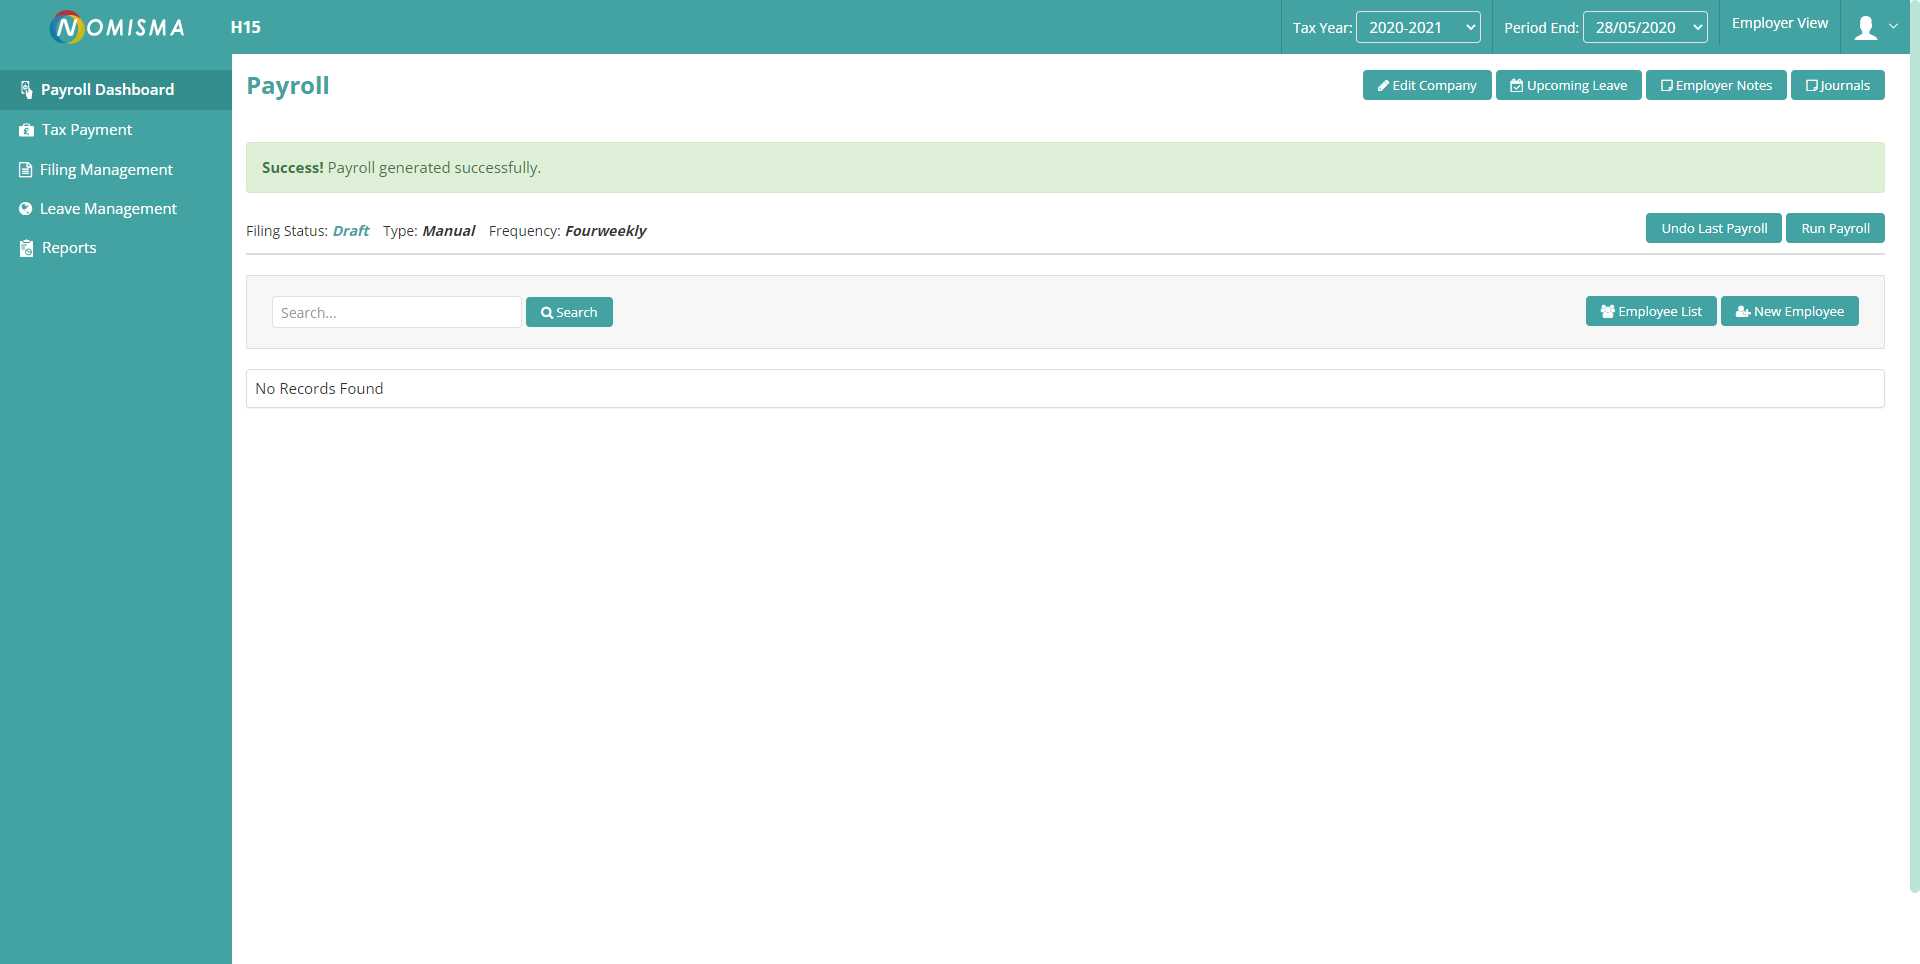 NOMISMA
H15
Tax Year: 2020-2021
Period End: 28/05/2020
Employer View
Payroll Dashboard
Tax Payment
Filing Management
Leave Management
Reports
Payroll
Edit Company
Upcoming Leave
Employer Notes
Journals
Success! Payroll generated successfully.
Filing Status: Draft Type: Manual Frequency: Fourweekly
Undo Last Payroll
Run Payroll
Search...
Search
Employee List
New Employee
No Records Found